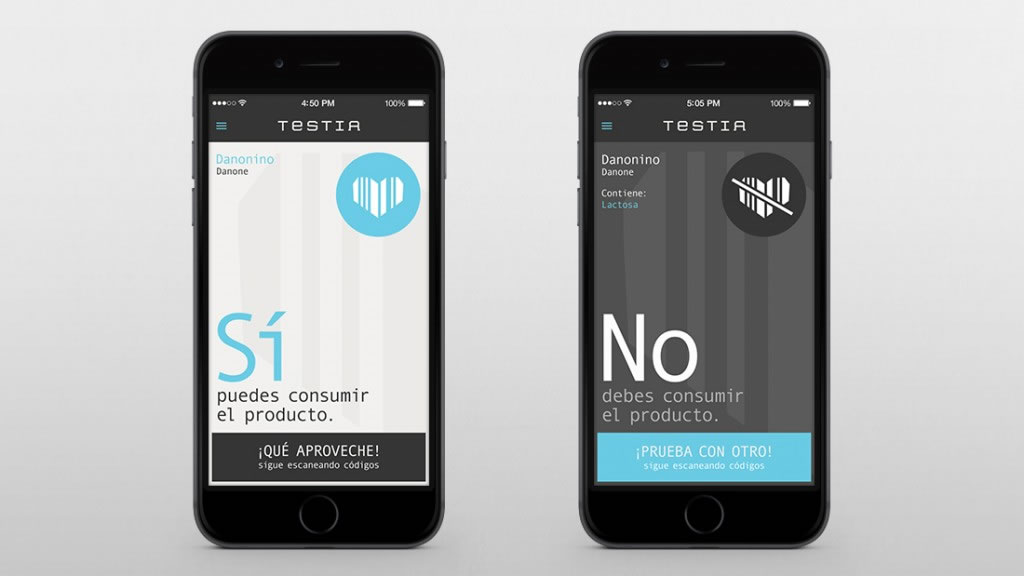 4:50 PM
100%
TESTIA
Danonino
Danone
Sí
puedes consumir
el producto.
¡QUÉ APROVECHE!
sigue escaneando códigos
5:05 PM
100%
TESTIA
Danonino
Danone
Contiene:
Lactosa
No
debes consumir
el producto.
¡PRUEBA CON OTRO!
sigue escaneando códigos